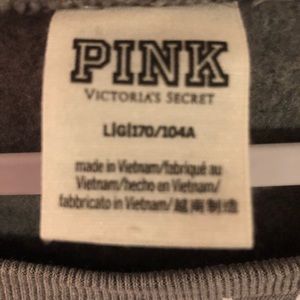 PINK
VICTORIA'S SECRET
L|G|170/104A
made in Vietnam/fabriqué au
Vietnam/hecho en Vietnam/
fabbricato in Vietnam/越南制造